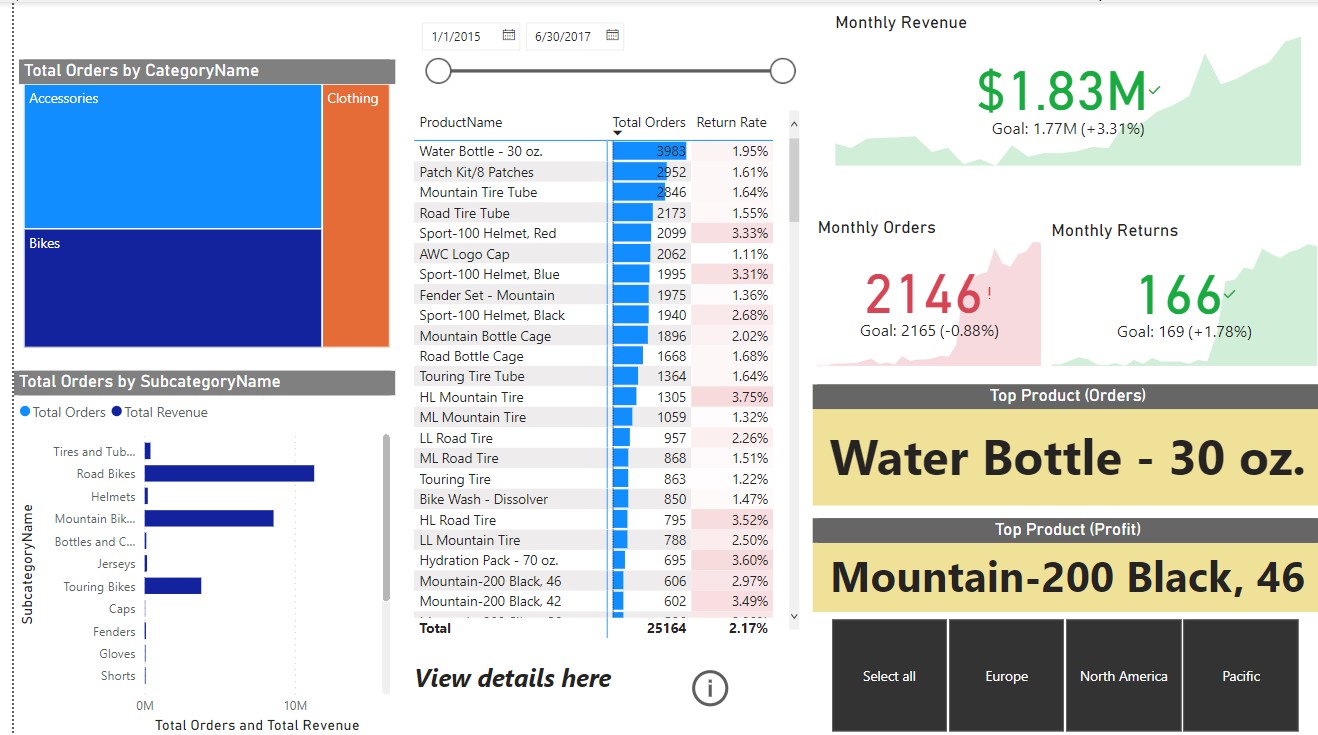 Total Orders by CategoryName
Accessories
Clothing
Bikes
Total Orders by SubcategoryName
Total Orders Total Revenue
SubcategoryName
Tires and Tub...
Road Bikes
Helmets
Mountain Bik...
Bottles and C...
Jerseys
Touring Bikes
Caps
Fenders
Gloves
Shorts
0M 10M
Total Orders and Total Revenue
1/1/2015 6/30/2017
ProductName Total Orders Return Rate
Water Bottle - 30 oz. 3983 1.95%
Patch Kit/8 Patches 2952 1.61%
Mountain Tire Tube 2846 1.64%
Road Tire Tube 2173 1.55%
Sport-100 Helmet, Red 2099 3.33%
AWC Logo Cap 2062 1.11%
Sport-100 Helmet, Blue 1995 3.31%
Fender Set - Mountain 1975 1.36%
Sport-100 Helmet, Black 1940 2.68%
Mountain Bottle Cage 1896 2.02%
Road Bottle Cage 1668 1.68%
Touring Tire Tube 1364 1.64%
HL Mountain Tire 1305 3.75%
ML Mountain Tire 1059 1.32%
LL Road Tire 957 2.26%
ML Road Tire 868 1.51%
Touring Tire 863 1.22%
Bike Wash - Dissolver 850 1.47%
HL Road Tire 795 3.52%
LL Mountain Tire 788 2.50%
Hydration Pack - 70 oz. 695 3.60%
Mountain-200 Black, 46 606 2.97%
Mountain-200 Black, 42 602 3.49%
Total 25164 2.17%
View details here
Monthly Revenue
$1.83M
Goal: 1.77M (+3.31%)
Monthly Orders
2146!
Goal: 2165 (-0.88%)
Monthly Returns
166
Goal: 169 (+1.78%)
Top Product (Orders)
Water Bottle - 30 oz.
Top Product (Profit)
Mountain-200 Black, 46
Select all Europe North America Pacific